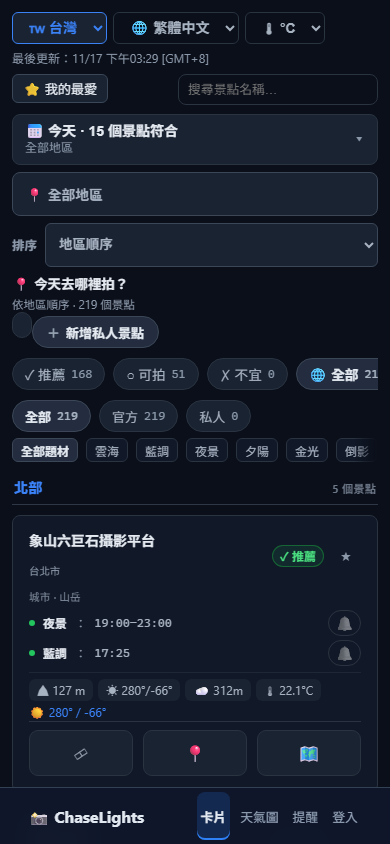 TW 台灣 繁體中文 °C
最後更新：11/17 下午03:29 [GMT+8]
我的最愛 搜尋景點名稱…
今天 · 15 個景點符合
全部地區
全部地區
排序 地區順序
今天去哪裡拍？
依地區順序 · 219 個景點
＋ 新增私人景點
✓ 推薦 168 ○ 可拍 51 ✗ 不宜 0 全部 21
全部 219 官方 219 私人 0
全部題材 雲海 藍調 夜景 夕陽 金光 倒影
北部 5 個景點
象山六巨石攝影平台
✓ 推薦 ★
台北市
城市 · 山岳
夜景 : 19:00–23:00
藍調 : 17:25
127 m 280°/-66° 312m 22.1°C
280° / -66°
ChaseLights 卡片 天氣圖 提醒 登入